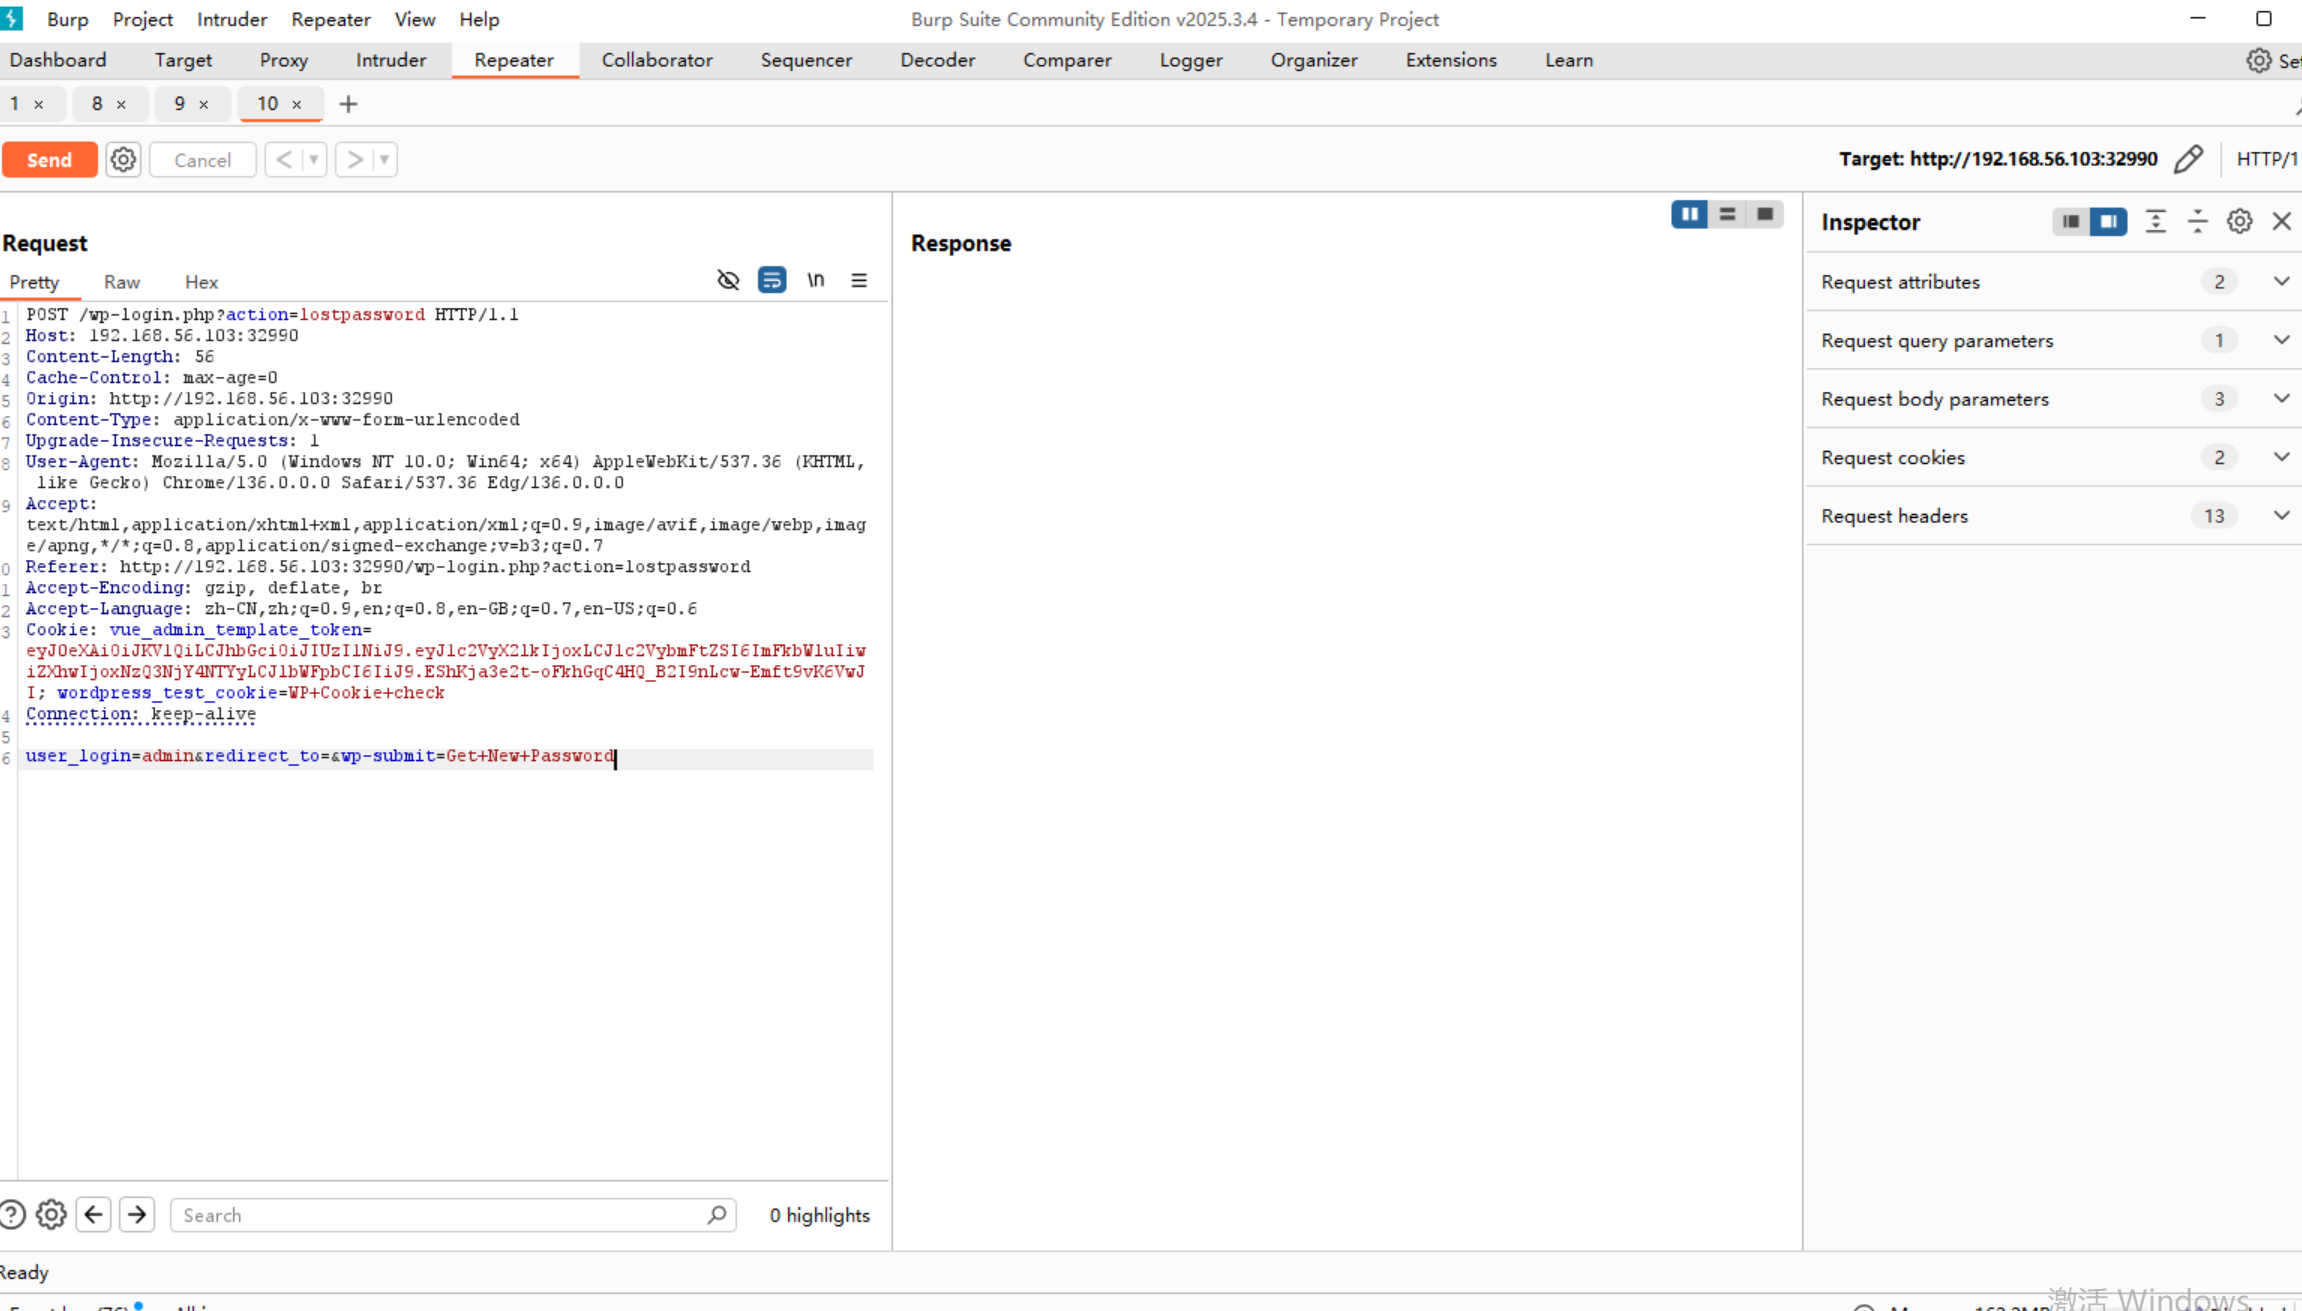 Burp Project Intruder Repeater View Help Burp Suite Community Edition v2025.3.4 - Temporary Project
Dashboard Target Proxy Intruder Repeater Collaborator Sequencer Decoder Comparer Logger Organizer Extensions Learn
1 × 8 × 9 × 10 × +
Send Cancel < > Target: http://192.168.56.103:32990 HTTP/1
Request
Pretty Raw Hex \n
1 POST /wp-login.php?action=lostpassword HTTP/1.1
2 Host: 192.168.56.103:32990
3 Content-Length: 56
4 Cache-Control: max-age=0
5 Origin: http://192.168.56.103:32990
6 Content-Type: application/x-www-form-urlencoded
7 Upgrade-Insecure-Requests: 1
8 User-Agent: Mozilla/5.0 (Windows NT 10.0; Win64; x64) AppleWebKit/537.36 (KHTML,
like Gecko) Chrome/136.0.0.0 Safari/537.36 Edg/136.0.0.0
9 Accept:
text/html,application/xhtml+xml,application/xml;q=0.9,image/avif,image/webp,imag
e/apng,*/*;q=0.8,application/signed-exchange;v=b3;q=0.7
0 Referer: http://192.168.56.103:32990/wp-login.php?action=lostpassword
1 Accept-Encoding: gzip, deflate, br
2 Accept-Language: zh-CN,zh;q=0.9,en;q=0.8,en-GB;q=0.7,en-US;q=0.6
3 Cookie: vue_admin_template_token=
eyJ0eXAiOiJKV1QiLCJhbGciOiJIUzI1NiJ9.eyJ1c2VyX2lkIjoxLCJ1c2VybmFtZSI6ImFkbWluIiw
iZXhwIjoxNzQ3NjY4NTYyLCJlbWFpbCI6IiJ9.EShKja3e2t-oFkhGqC4HQ_B2I9nLcw-Emft9vK6VwJ
I; wordpress_test_cookie=WP+Cookie+check
4 Connection: keep-alive
5
6 user_login=admin&redirect_to=&wp-submit=Get+New+Password
Search 0 highlights
Response
Inspector
Request attributes 2
Request query parameters 1
Request body parameters 3
Request cookies 2
Request headers 13
Ready
激活 Windows